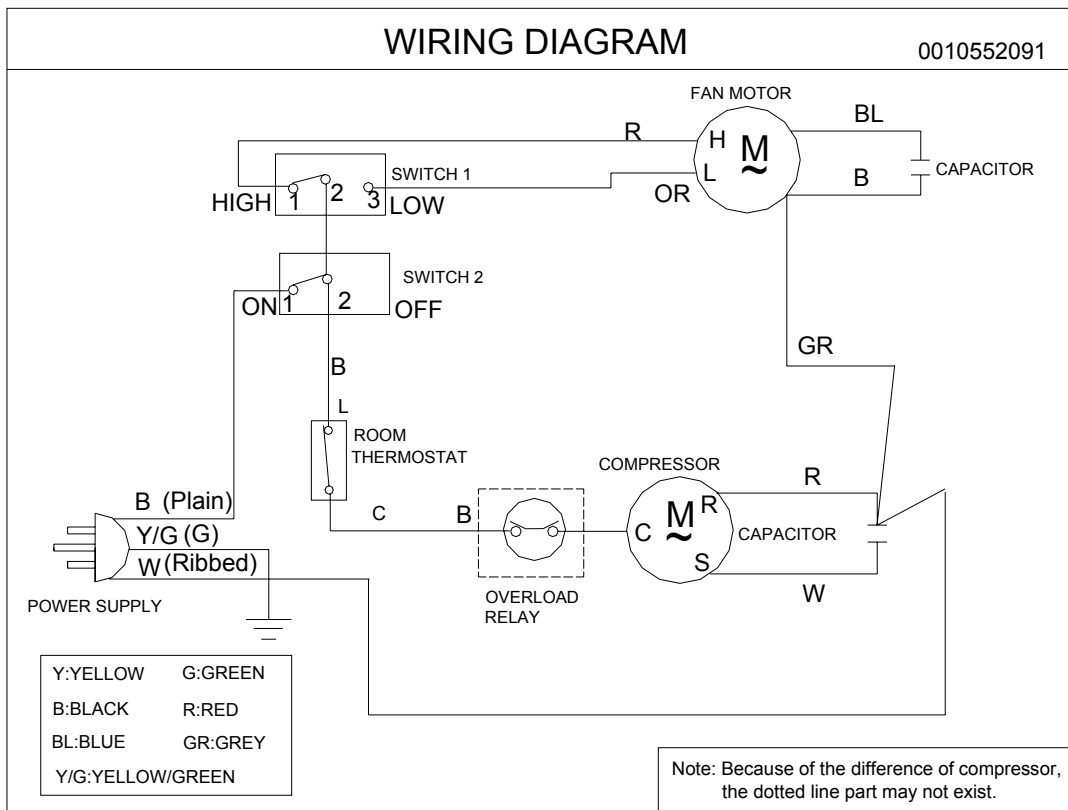 WIRING DIAGRAM
0010552091
FAN MOTOR
R
H
M
~
L
OR
BL
B
CAPACITOR
SWITCH 1
HIGH
1
2
3
LOW
SWITCH 2
ON
1
2
OFF
B
L
ROOM
THERMOSTAT
GR
C
B
OVERLOAD
RELAY
COMPRESSOR
C
M
~
R
S
R
CAPACITOR
W
B (Plain)
Y/G (G)
W (Ribbed)
POWER SUPPLY
Y:YELLOW G:GREEN
B:BLACK R:RED
BL:BLUE GR:GREY
Y/G:YELLOW/GREEN
Note: Because of the difference of compressor,
the dotted line part may not exist.